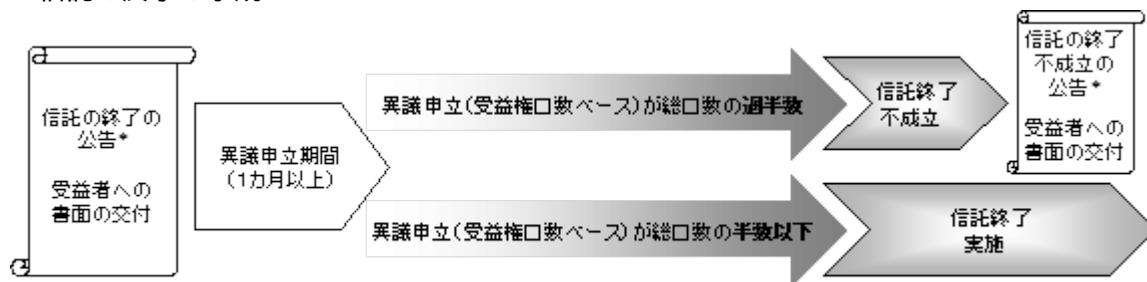 信託の終了の
公告*
受益者への
書面の交付
異議申立期間
(1カ月以上)
異議申立(受益権口数ベース)が総口数の過半数
信託終了
不成立
信託の終了
不成立の
公告*
受益者への
書面の交付
異議申立(受益権口数ベース)が総口数の半数以下
信託終了
実施